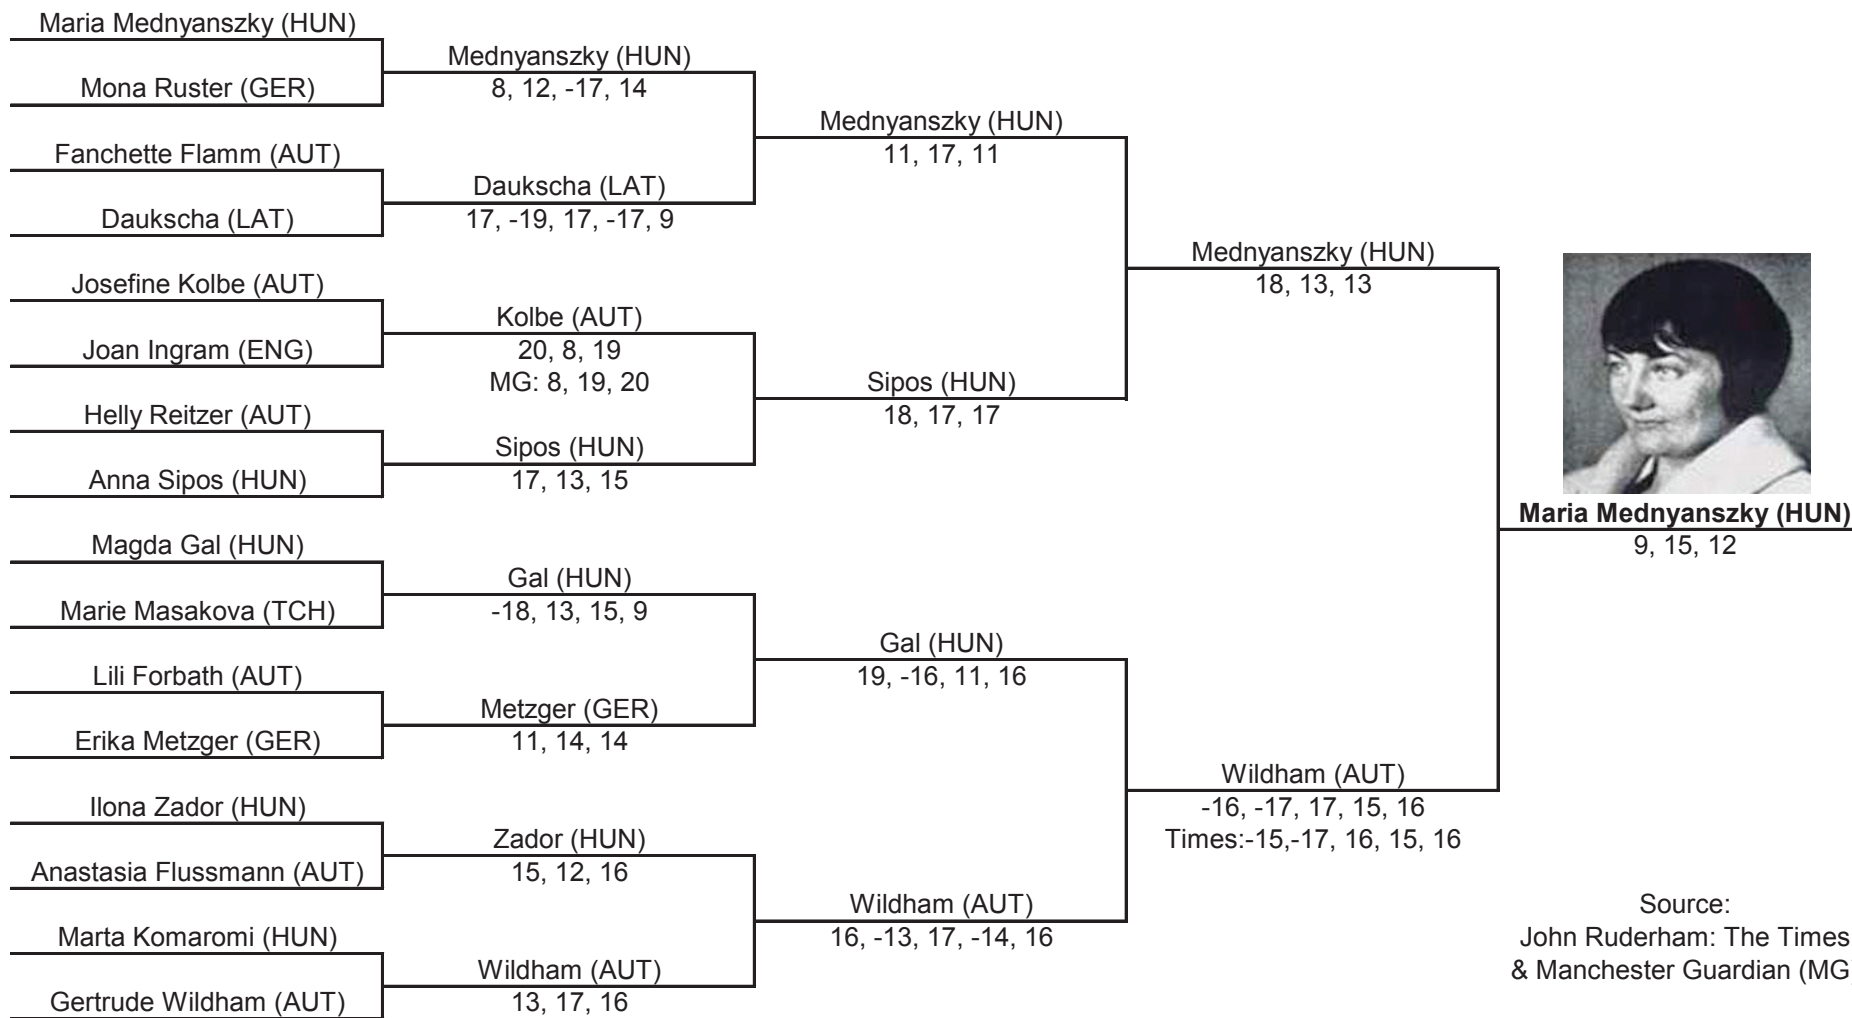 Maria Mednyanszky (HUN)
Mona Ruster (GER)
Fanchette Flamm (AUT)
Daukscha (LAT)
Josefine Kolbe (AUT)
Joan Ingram (ENG)
Helly Reitzer (AUT)
Anna Sipos (HUN)
Magda Gal (HUN)
Marie Masakova (TCH)
Lili Forbath (AUT)
Erika Metzger (GER)
Ilona Zador (HUN)
Anastasia Flussmann (AUT)
Marta Komaromi (HUN)
Gertrude Wildham (AUT)
Mednyanszky (HUN)
8, 12, -17, 14
Daukscha (LAT)
17, -19, 17, -17, 9
Kolbe (AUT)
20, 8, 19
MG: 8, 19, 20
Sipos (HUN)
17, 13, 15
Gal (HUN)
-18, 13, 15, 9
Metzger (GER)
11, 14, 14
Zador (HUN)
15, 12, 16
Wildham (AUT)
13, 17, 16
Mednyanszky (HUN)
11, 17, 11
Sipos (HUN)
18, 17, 17
Gal (HUN)
19, -16, 11, 16
Wildham (AUT)
16, -13, 17, -14, 16
Mednyanszky (HUN)
18, 13, 13
Wildham (AUT)
-16, -17, 17, 15, 16
Times:-15,-17, 16, 15, 16
Maria Mednyanszky (HUN)
9, 15, 12
Source:
John Ruderham: The Times
& Manchester Guardian (MG)